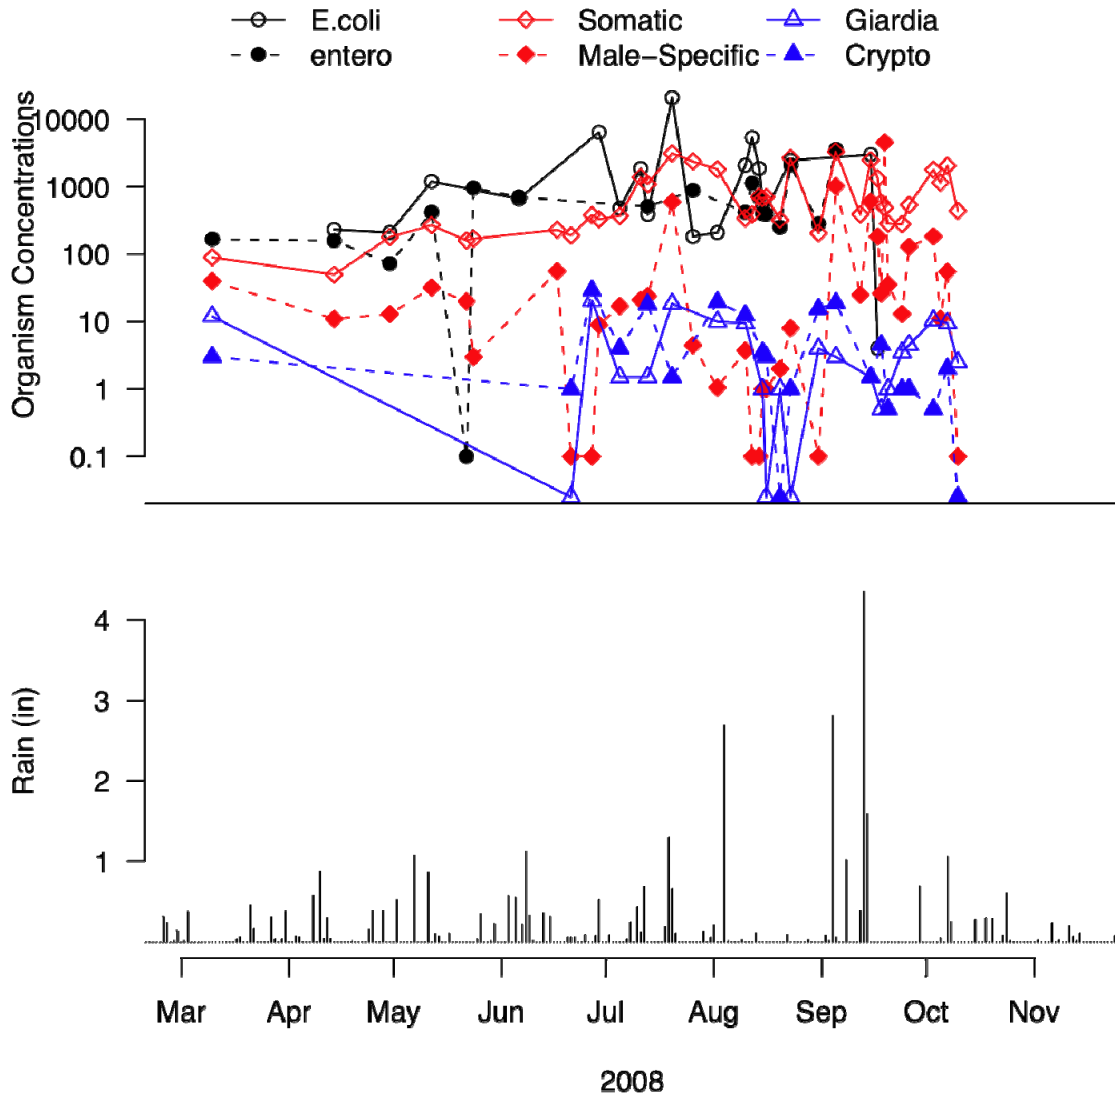 E.coli Somatic Giardia
entero Male-Specific Crypto
Organism Concentrations
10000
1000
100
10
1
0.1
Rain (in)
4
3
2
1
Mar Apr May Jun Jul Aug Sep Oct Nov
2008